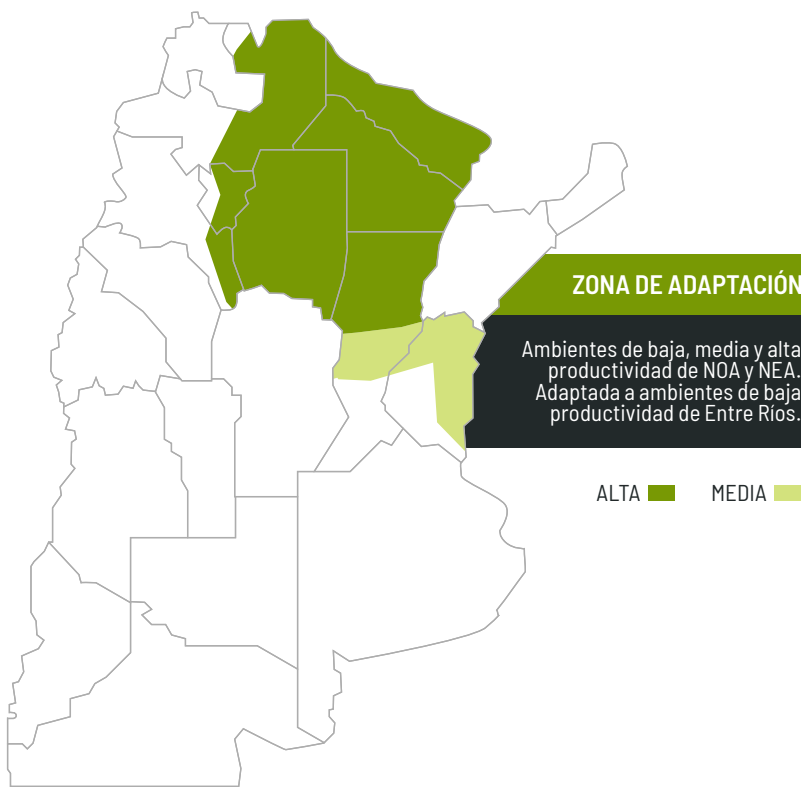 ZONA DE ADAPTACIÓN
Ambientes de baja, media y alta
productividad de NOA y NEA.
Adaptada a ambientes de baja
productividad de Entre Ríos.
ALTA MEDIA